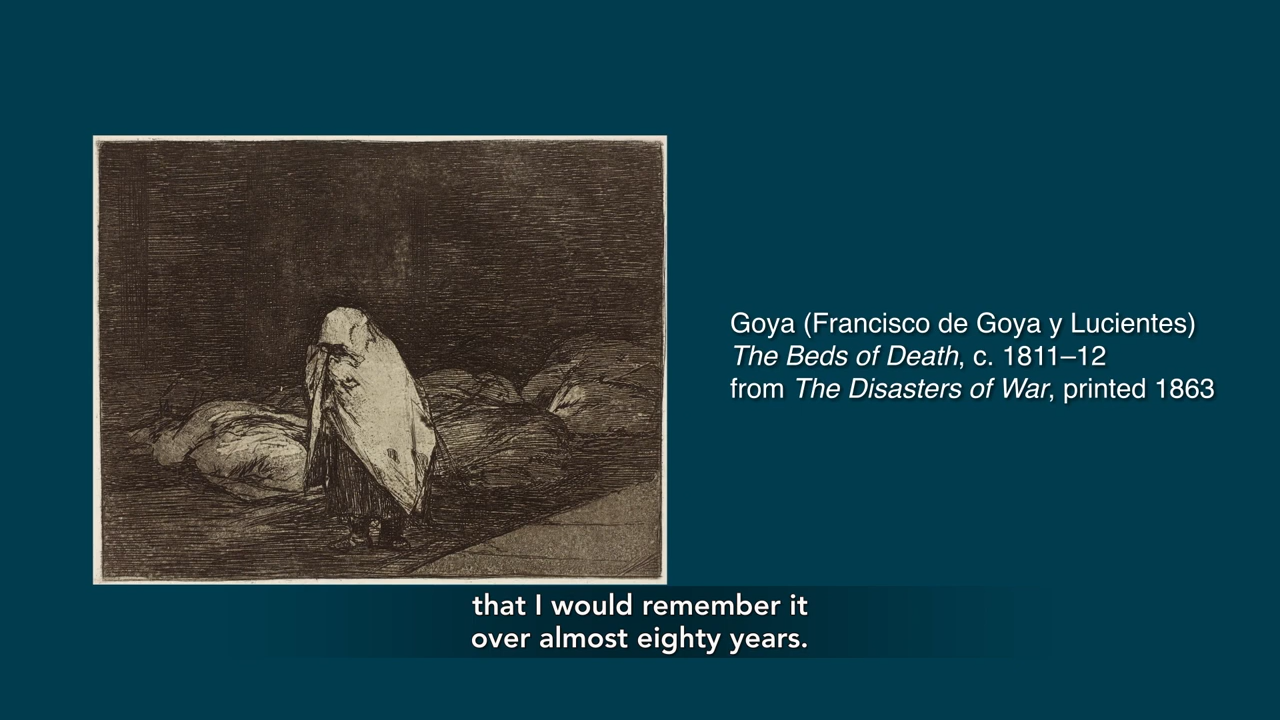 Goya (Francisco de Goya y Lucientes)
The Beds of Death, c. 1811–12
from The Disasters of War, printed 1863
that I would remember it
over almost eighty years.